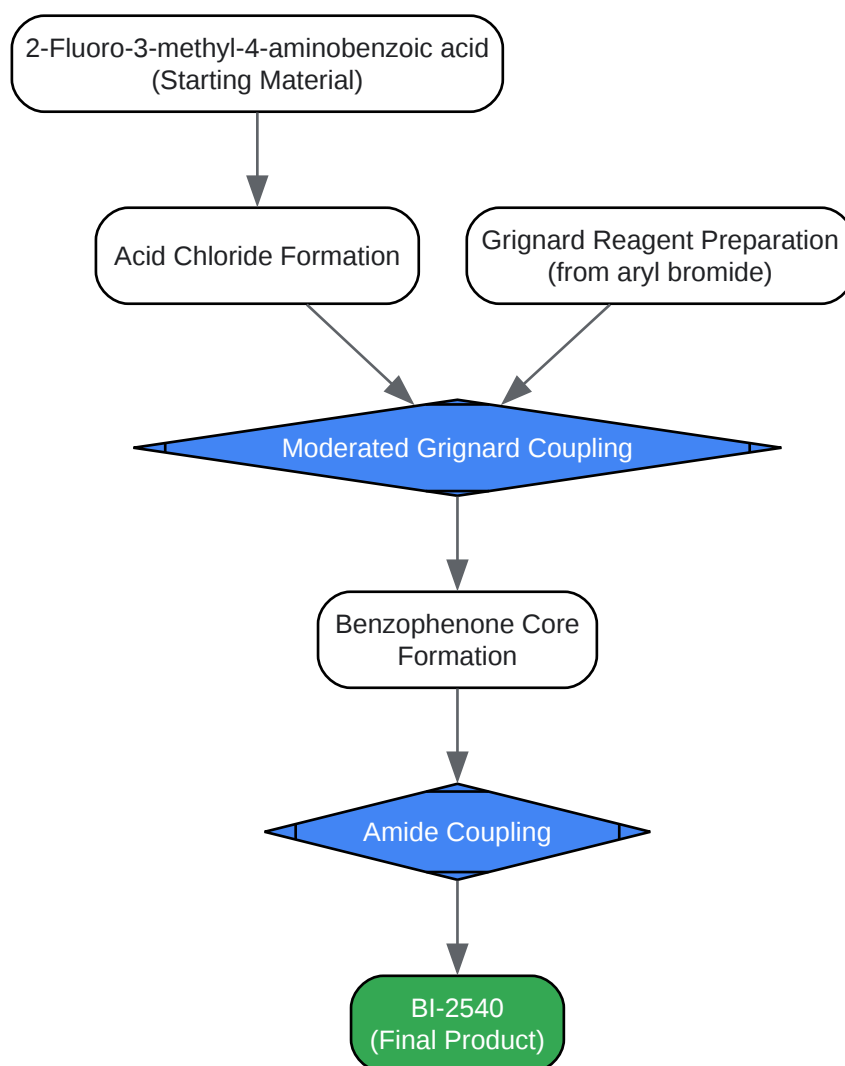 2-Fluoro-3-methyl-4-aminobenzoic acid
(Starting Material)
Acid Chloride Formation
Grignard Reagent Preparation
(from aryl bromide)
Moderated Grignard Coupling
Benzophenone Core
Formation
Amide Coupling
BI-2540
(Final Product)